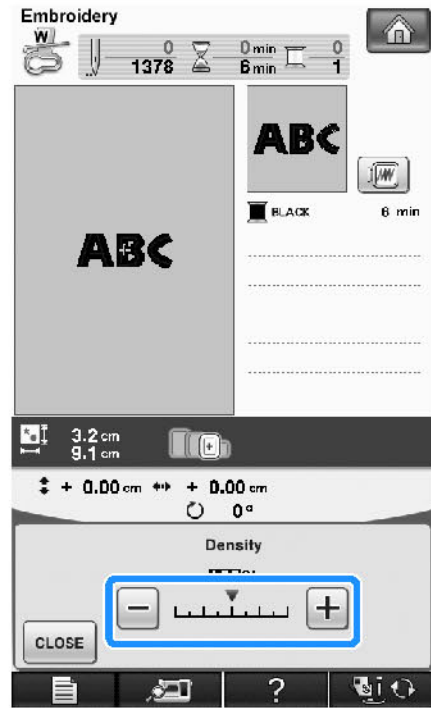 Embroidery
W
0 0 min 0
1378 6 min 1
ABC
BLACK 6 min
ABC
3.2 cm
9.1 cm
+ 0.00 cm + 0.00 cm
0°
Density
CLOSE
?